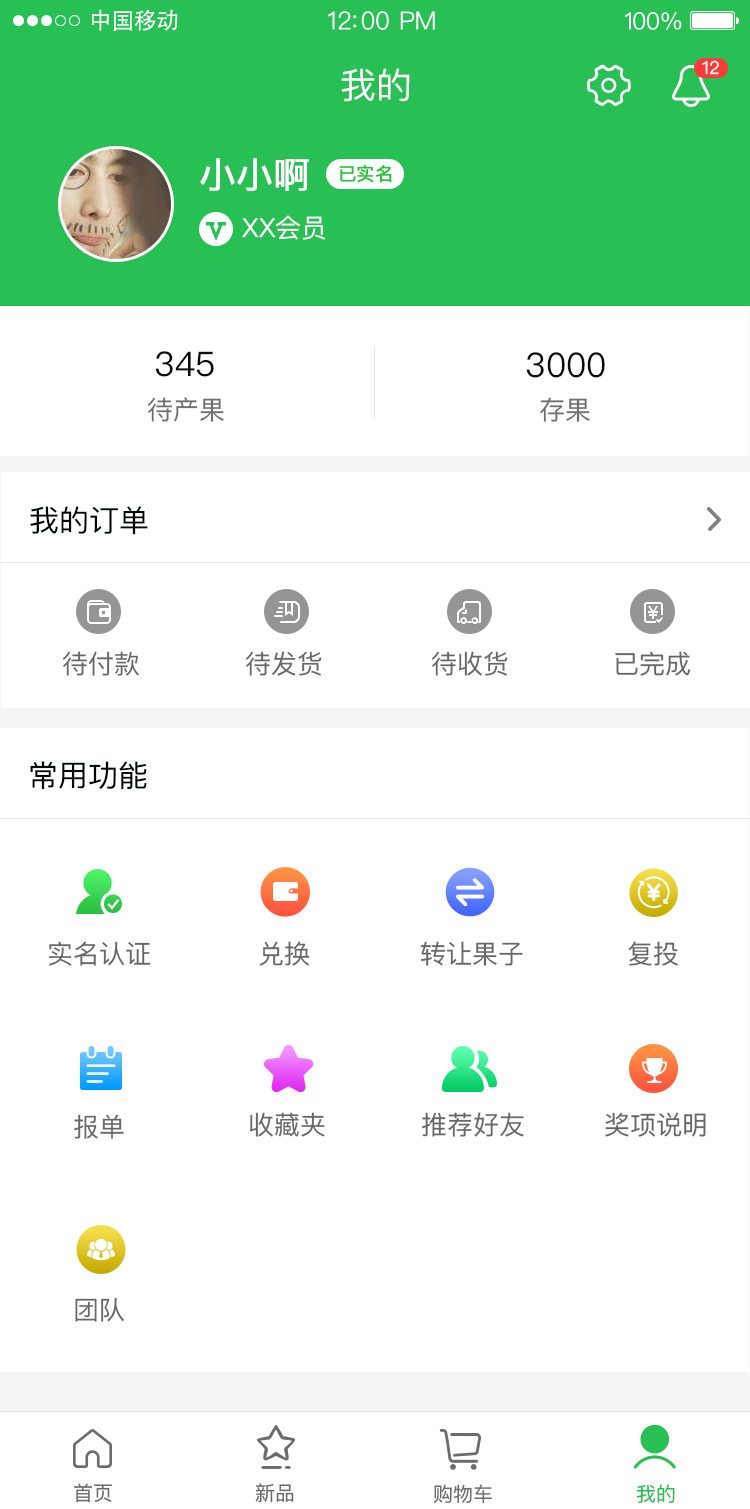 中国移动 12:00 PM 100%
我的 12
小小啊 已实名
XX会员
345 3000
待产果 存果
我的订单
待付款 待发货 待收货 已完成
常用功能
实名认证 兑换 转让果子 复投
报单 收藏夹 推荐好友 奖项说明
团队
首页 新品 购物车 我的